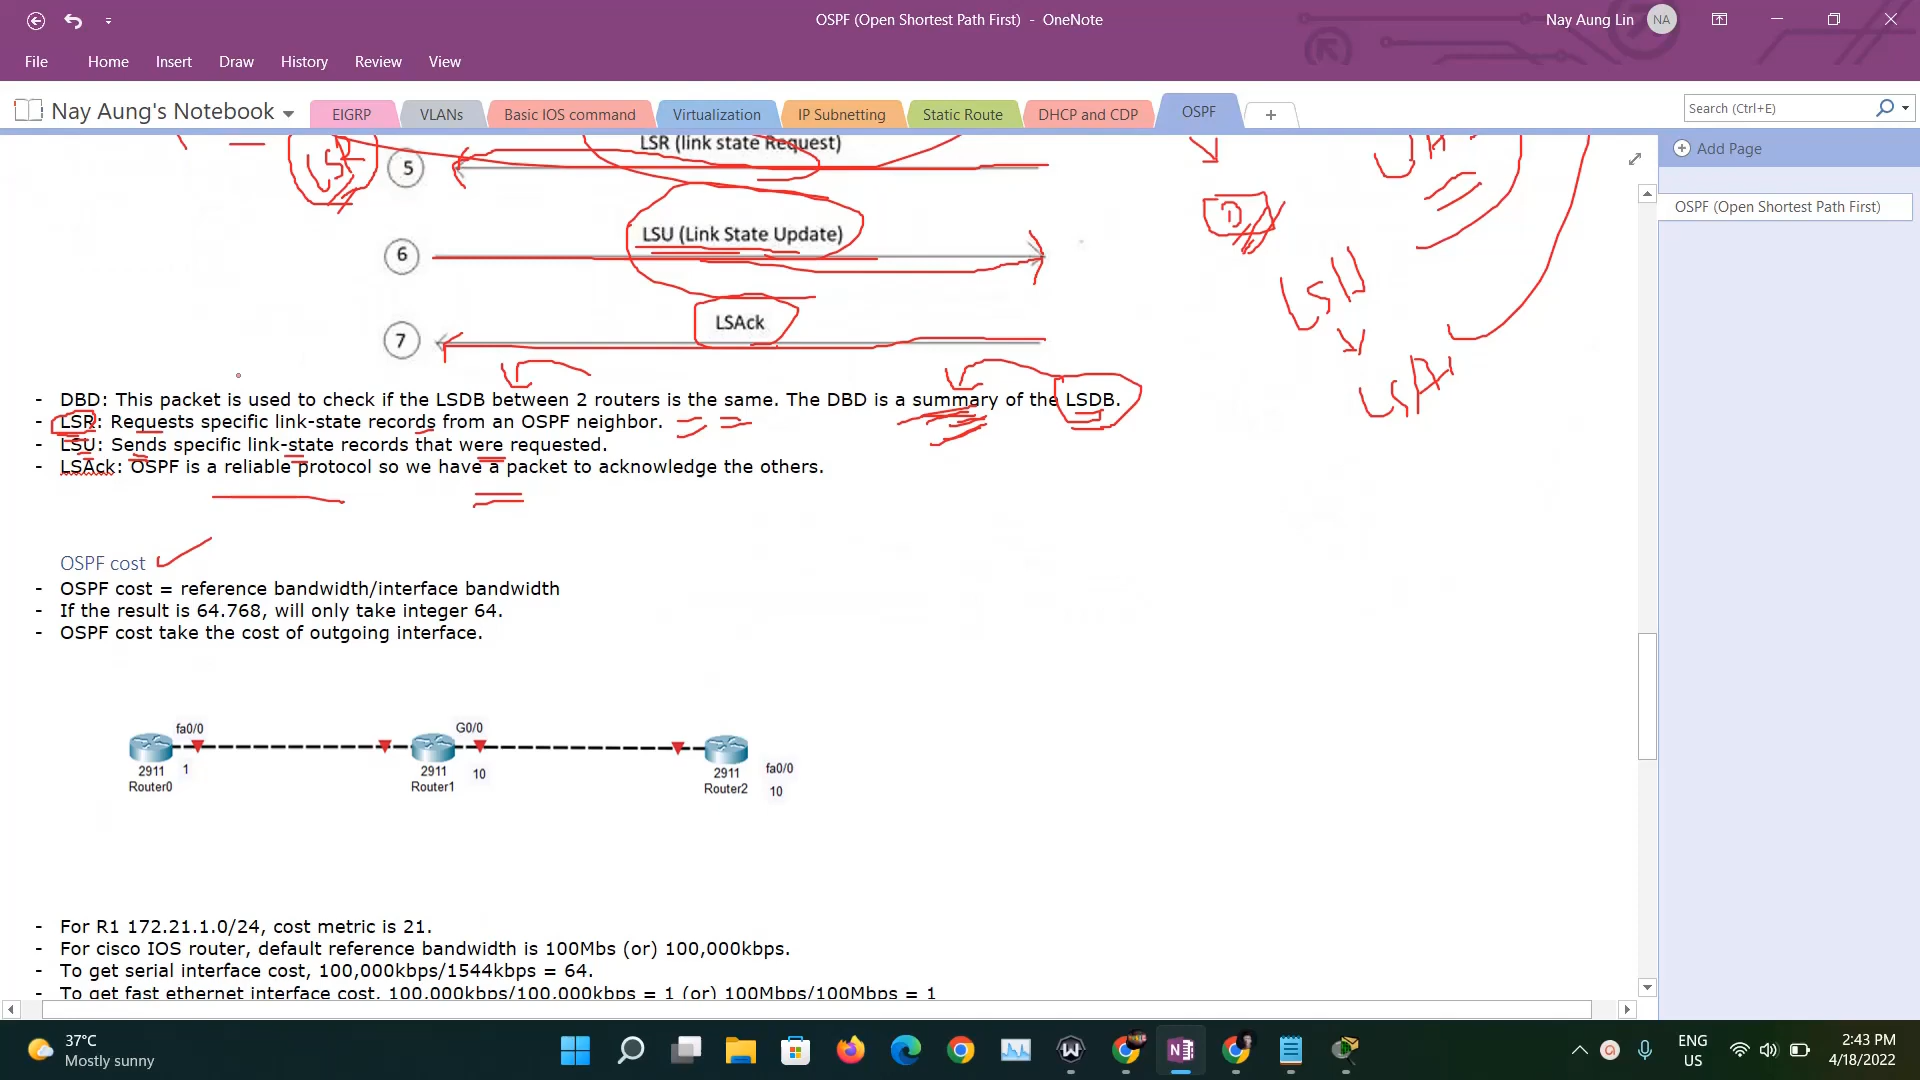 OSPF (Open Shortest Path First) - OneNote
Nay Aung Lin
NA
File Home Insert Draw History Review View
Nay Aung's Notebook
EIGRP
VLANs
Basic IOS command
Virtualization
IP Subnetting
Static Route
DHCP and CDP
OSPF
Search (Ctrl+E)
Add Page
OSPF (Open Shortest Path First)
LSR (link state Request)
5
LSR
D
LSU (Link State Update)
6
LSU
LSAck
7
- DBD: This packet is used to check if the LSDB between 2 routers is the same. The DBD is a summary of the LSDB.
- LSR: Requests specific link-state records from an OSPF neighbor.
- LSU: Sends specific link-state records that were requested.
- LSAck: OSPF is a reliable protocol so we have a packet to acknowledge the others.
OSPF cost
- OSPF cost = reference bandwidth/interface bandwidth
- If the result is 64.768, will only take integer 64.
- OSPF cost take the cost of outgoing interface.
fa0/0
G0/0
2911
1
Router0
2911
10
Router1
2911
Router2
fa0/0
10
- For R1 172.21.1.0/24, cost metric is 21.
- For cisco IOS router, default reference bandwidth is 100Mbs (or) 100,000kbps.
- To get serial interface cost, 100,000kbps/1544kbps = 64.
- To get fast ethernet interface cost, 100,000kbps/100,000kbps = 1 (or) 100Mbps/100Mbps = 1
37°C
Mostly sunny
ENG
US
2:43 PM
4/18/2022